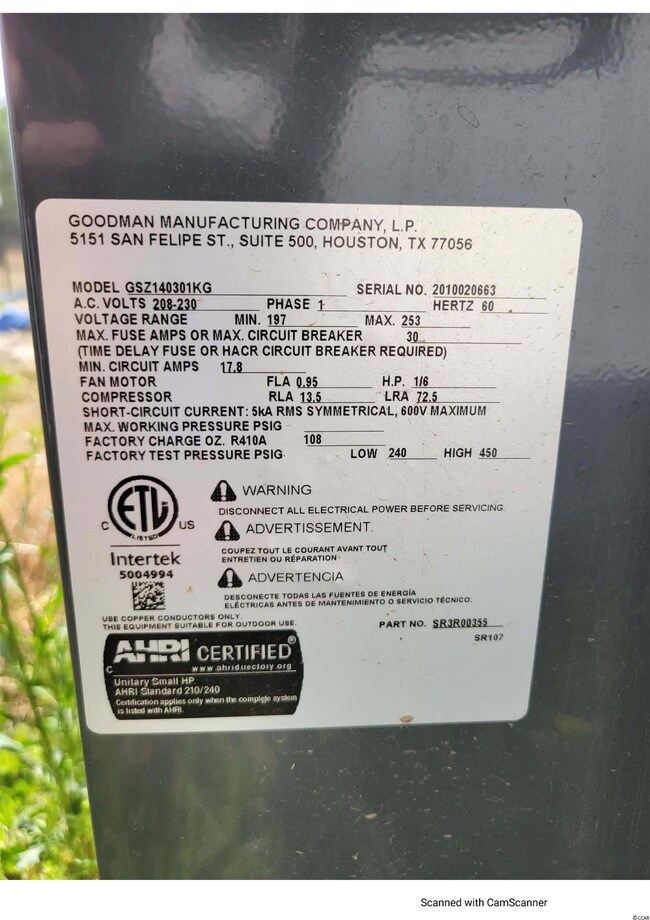 GOODMAN MANUFACTURING COMPANY, L.P.
5151 SAN FELIPE ST., SUITE 500, HOUSTON, TX 77056
MODEL GSZ140301KG SERIAL NO. 2010020663
A.C. VOLTS 208-230 PHASE 1 HERTZ 60
VOLTAGE RANGE MIN. 197 MAX. 253
MAX. FUSE AMPS OR MAX. CIRCUIT BREAKER 30
(TIME DELAY FUSE OR HACR CIRCUIT BREAKER REQUIRED)
MIN. CIRCUIT AMPS 17.8
FAN MOTOR FLA 0.95 H.P. 1/6
COMPRESSOR RLA 13.5 LRA 72.5
SHORT-CIRCUIT CURRENT: 5kA RMS SYMMETRICAL, 600V MAXIMUM
MAX. WORKING PRESSURE PSIG
FACTORY CHARGE OZ. R410A 108
FACTORY TEST PRESSURE PSIG LOW 240 HIGH 450
ETL
LISTED
C US
Intertek
5004994
WARNING
DISCONNECT ALL ELECTRICAL POWER BEFORE SERVICING.
ADVERTISSEMENT.
COUPEZ TOUT LE COURANT AVANT TOUT
ENTRETIEN OU RÉPARATION
ADVERTENCIA
DESCONECTE TODAS LAS FUENTES DE ENERGÍA
ELÉCTRICAS ANTES DE MANTENIMIENTO O SERVICIO TÉCNICO.
USE COPPER CONDUCTORS ONLY.
THIS EQUIPMENT SUITABLE FOR OUTDOOR USE.
PART NO. SR3R00355
SR107
AHRI CERTIFIED®
C
www.ahridirectory.org
Unitary Small HP
AHRI Standard 210/240
Certification applies only when the complete system
is listed with AHRI.
Scanned with CamScanner
© CCAR